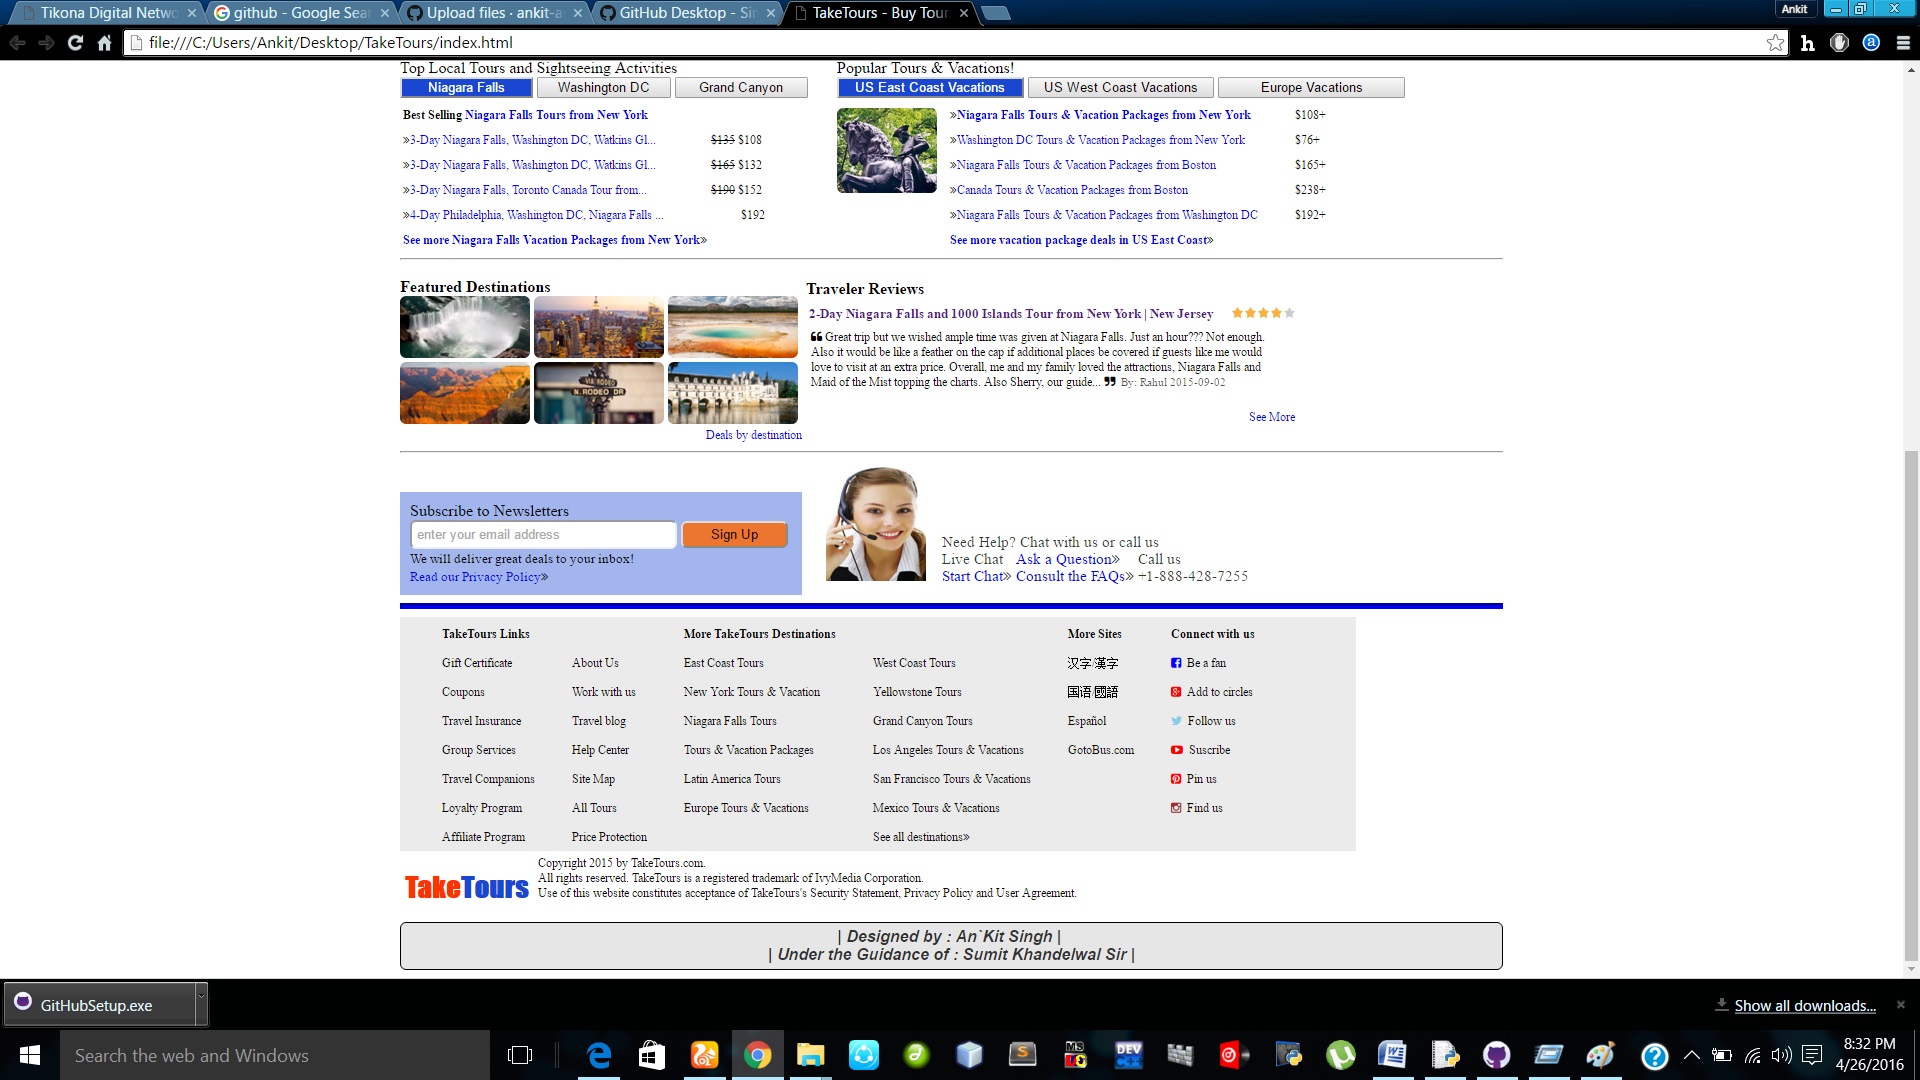 Tikona Digital Netwo
github - Google Sear
Upload files · ankit-a
GitHub Desktop - Sim
TakeTours - Buy Tour
Ankit
file:///C:/Users/Ankit/Desktop/TakeTours/index.html
Top Local Tours and Sightseeing Activities
Niagara Falls Washington DC Grand Canyon
Best Selling Niagara Falls Tours from New York
»3-Day Niagara Falls, Washington DC, Watkins Gl... $135 $108
»3-Day Niagara Falls, Washington DC, Watkins Gl... $165 $132
»3-Day Niagara Falls, Toronto Canada Tour from... $190 $152
»4-Day Philadelphia, Washington DC, Niagara Falls ... $192
See more Niagara Falls Vacation Packages from New York»
Popular Tours & Vacations!
US East Coast Vacations US West Coast Vacations Europe Vacations
»Niagara Falls Tours & Vacation Packages from New York $108+
»Washington DC Tours & Vacation Packages from New York $76+
»Niagara Falls Tours & Vacation Packages from Boston $165+
»Canada Tours & Vacation Packages from Boston $238+
»Niagara Falls Tours & Vacation Packages from Washington DC $192+
See more vacation package deals in US East Coast»
Featured Destinations
VIA RODEO
N. RODEO DR
Deals by destination
Traveler Reviews
2-Day Niagara Falls and 1000 Islands Tour from New York | New Jersey
❝ Great trip but we wished ample time was given at Niagara Falls. Just an hour??? Not enough.
Also it would be like a feather on the cap if additional places be covered if guests like me would
love to visit at an extra price. Overall, me and my family loved the attractions, Niagara Falls and
Maid of the Mist topping the charts. Also Sherry, our guide... ❞ By: Rahul 2015-09-02
See More
Subscribe to Newsletters
enter your email address Sign Up
We will deliver great deals to your inbox!
Read our Privacy Policy»
Need Help? Chat with us or call us
Live Chat Ask a Question» Call us
Start Chat» Consult the FAQs» +1-888-428-7255
TakeTours Links More TakeTours Destinations More Sites Connect with us
Gift Certificate About Us East Coast Tours West Coast Tours 汉字/漢字 Be a fan
Coupons Work with us New York Tours & Vacation Yellowstone Tours 国语/國語 Add to circles
Travel Insurance Travel blog Niagara Falls Tours Grand Canyon Tours Español Follow us
Group Services Help Center Tours & Vacation Packages Los Angeles Tours & Vacations GotoBus.com Suscribe
Travel Companions Site Map Latin America Tours San Francisco Tours & Vacations Pin us
Loyalty Program All Tours Europe Tours & Vacations Mexico Tours & Vacations Find us
Affiliate Program Price Protection See all destinations»
TakeTours
Copyright 2015 by TakeTours.com.
All rights reserved. TakeTours is a registered trademark of IvyMedia Corporation.
Use of this website constitutes acceptance of TakeTours's Security Statement, Privacy Policy and User Agreement.
| Designed by : An`Kit Singh |
| Under the Guidance of : Sumit Khandelwal Sir |
GitHubSetup.exe
Show all downloads...
Search the web and Windows
DEV
C++
8:32 PM
4/26/2016